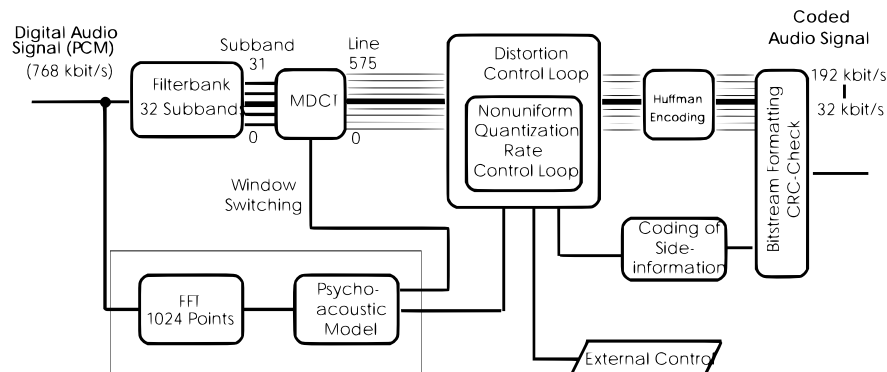 Digital Audio
Signal (PCM)
(768 kbit/s)
Filterbank
32 Subbands
Subband
31
0
MDCT
Line
575
0
Window
Switching
Distortion
Control Loop
Nonuniform
Quantization
Rate
Control Loop
Huffman
Encoding
Bitstream Formatting
CRC-Check
Coded
Audio Signal
192 kbit/s
32 kbit/s
Coding of
Side-
information
FFT
1024 Points
Psycho-
acoustic
Model
External Control